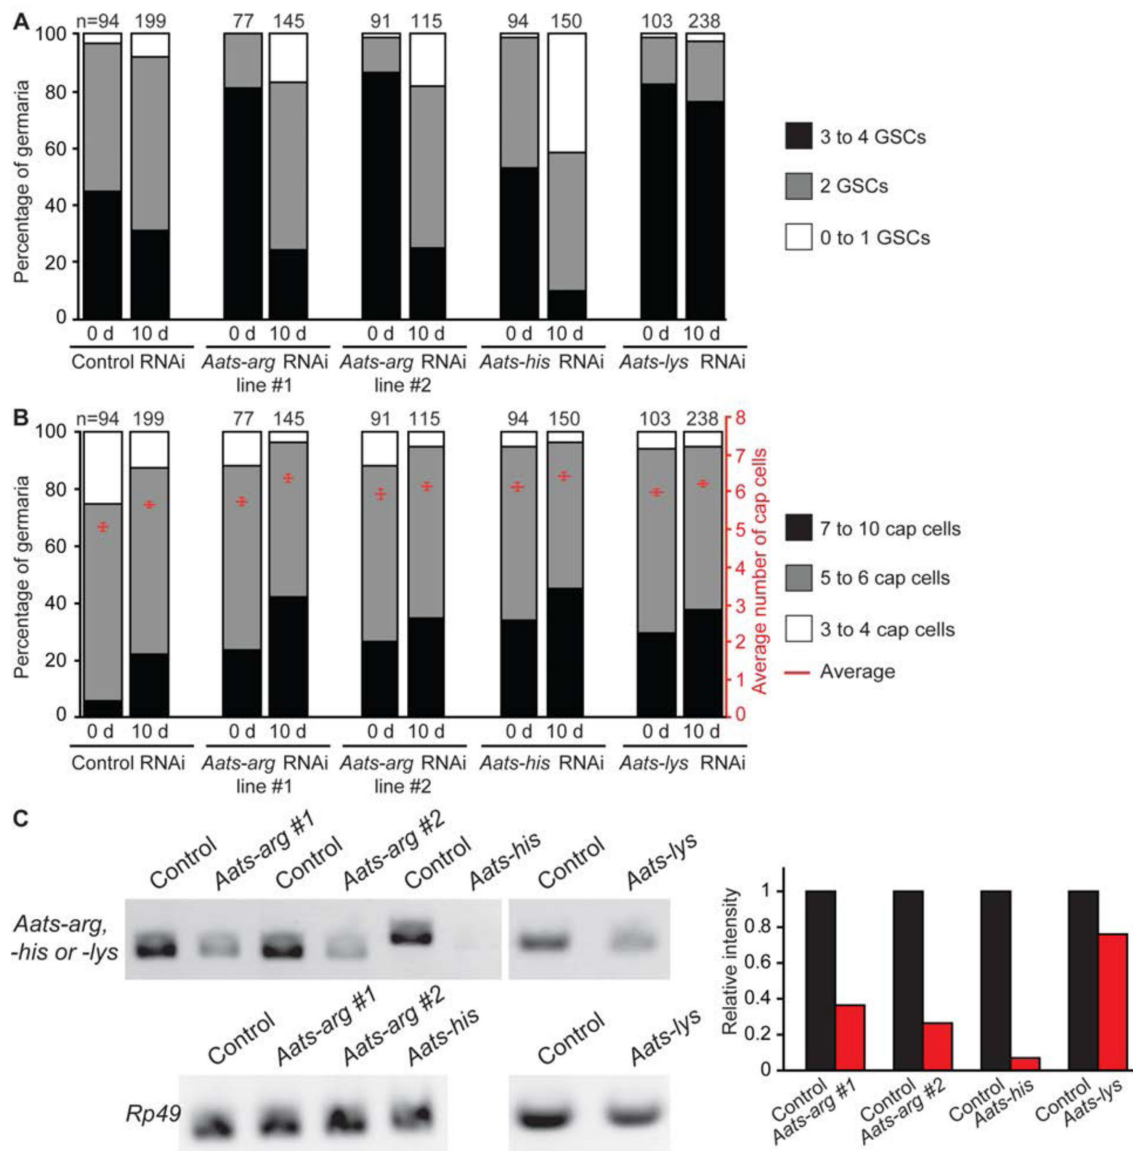 A
n=94 199 77 145 91 115 94 150 103 238
Percentage of germaria
100
80
60
40
20
0
0 d 10 d 0 d 10 d 0 d 10 d 0 d 10 d 0 d 10 d
Control RNAi Aats-arg RNAi Aats-arg RNAi Aats-his RNAi Aats-lys RNAi
line #1 line #2
3 to 4 GSCs
2 GSCs
0 to 1 GSCs
B
n=94 199 77 145 91 115 94 150 103 238
Percentage of germaria
100
80
60
40
20
0
8
7
6
5
4
3
2
1
0
Average number of cap cells
0 d 10 d 0 d 10 d 0 d 10 d 0 d 10 d 0 d 10 d
Control RNAi Aats-arg RNAi Aats-arg RNAi Aats-his RNAi Aats-lys RNAi
line #1 line #2
7 to 10 cap cells
5 to 6 cap cells
3 to 4 cap cells
Average
C
Control Aats-arg #1 Control Aats-arg #2 Control Aats-his Control Aats-lys
Aats-arg,
-his or -lys
Control Aats-arg #1 Aats-arg #2 Aats-his Control Aats-lys
Rp49
Relative intensity
1
0.8
0.6
0.4
0.2
0
Control Aats-arg #1 Control Aats-arg #2 Control Aats-his Control Aats-lys